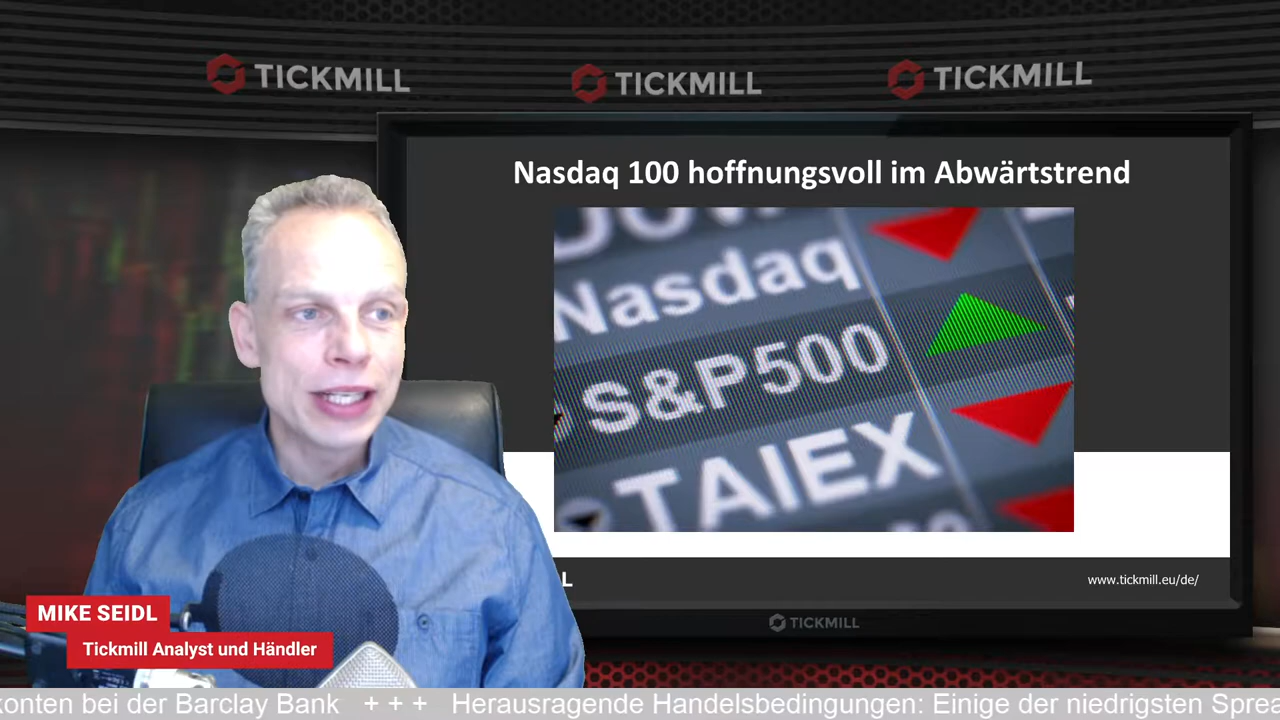 TICKMILL
TICKMILL
TICKMILL
Nasdaq 100 hoffnungsvoll im Abwärtstrend
Nasdaq
S&P500
TAIEX
L
www.tickmill.eu/de/
TICKMILL
MIKE SEIDL
Tickmill Analyst und Händler
konten bei der Barclay Bank + + + Herausragende Handelsbedingungen: Einige der niedrigsten Sprea